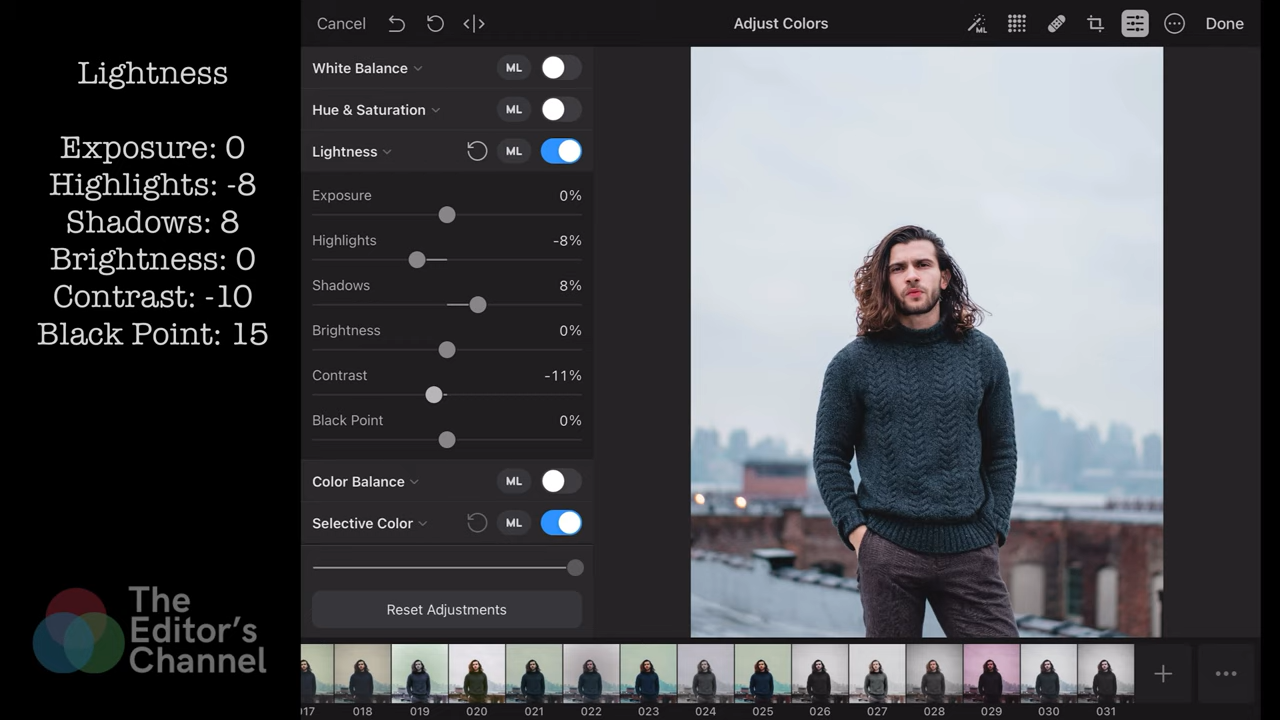 Lightness
Exposure: 0
Highlights: -8
Shadows: 8
Brightness: 0
Contrast: -10
Black Point: 15
The
Editor's
Channel
Cancel
Adjust Colors
ML
Done
White Balance ML
Hue & Saturation ML
Lightness ML
Exposure 0%
Highlights -8%
Shadows 8%
Brightness 0%
Contrast -11%
Black Point 0%
Color Balance ML
Selective Color ML
Reset Adjustments
017 018 019 020 021 022 023 024 025 026 027 028 029 030 031